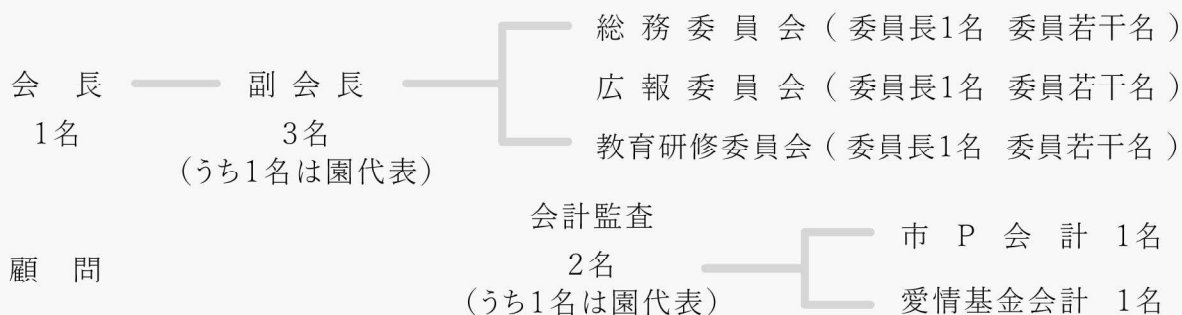 総務委員会（委員長1名 委員若干名）
会長 副会長 広報委員会（委員長1名 委員若干名）
1名 3名 教育研修委員会（委員長1名 委員若干名）
（うち1名は園代表）
会計監査
市P会計 1名
顧問 2名
（うち1名は園代表） 愛情基金会計 1名